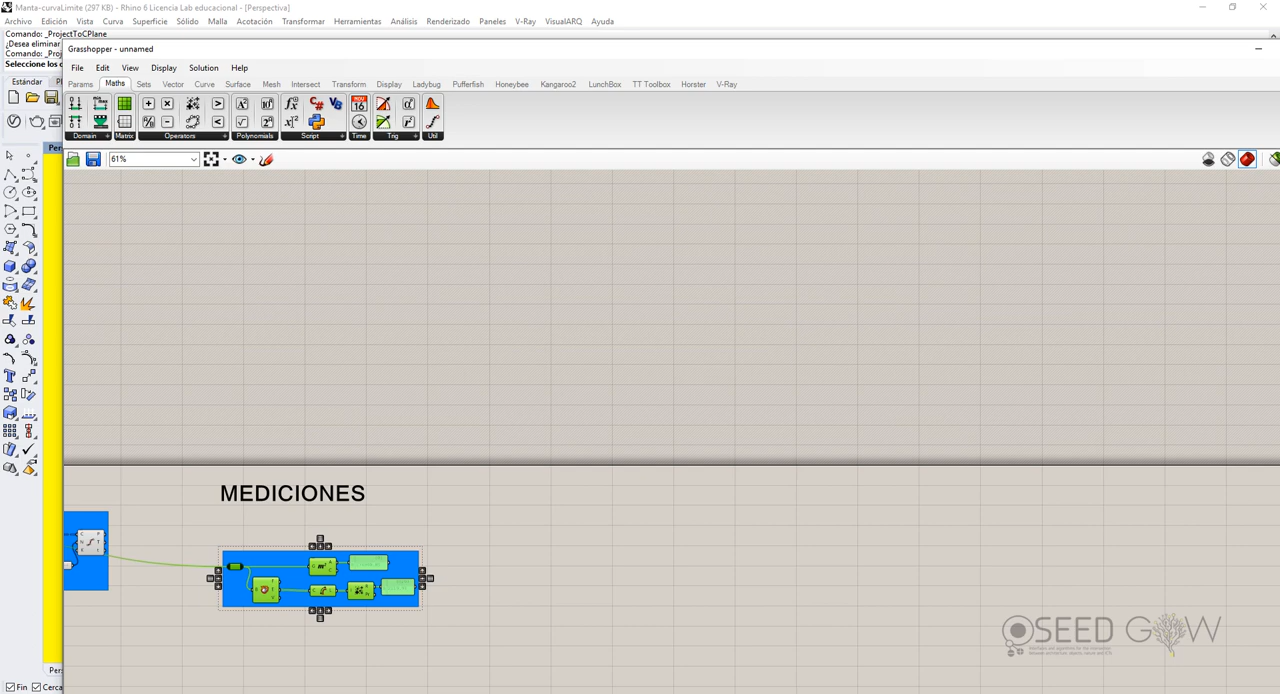 Manta-curvaLimite (297 KB) - Rhino 6 Licencia Lab educacional - [Perspectiva]
Archivo Edición Vista Curva Superficie Sólido Malla Acotación Transformar Herramientas Análisis Renderizado Paneles V-Ray VisualARQ Ayuda
Comando: _ProjectToCPlane
¿Desea eliminar
Comando: _Proj
Seleccione los
Estándar
Grasshopper - unnamed
File Edit View Display Solution Help
Params Maths Sets Vector Curve Surface Mesh Intersect Transform Display Ladybug Pufferfish Honeybee Kangaroo2 LunchBox TT Toolbox Horster V-Ray
Domain Matrix Operators Polynomials Script Time Trig Util
61%
Per
MEDICIONES
SEED GROW
Per
Fin Cerca